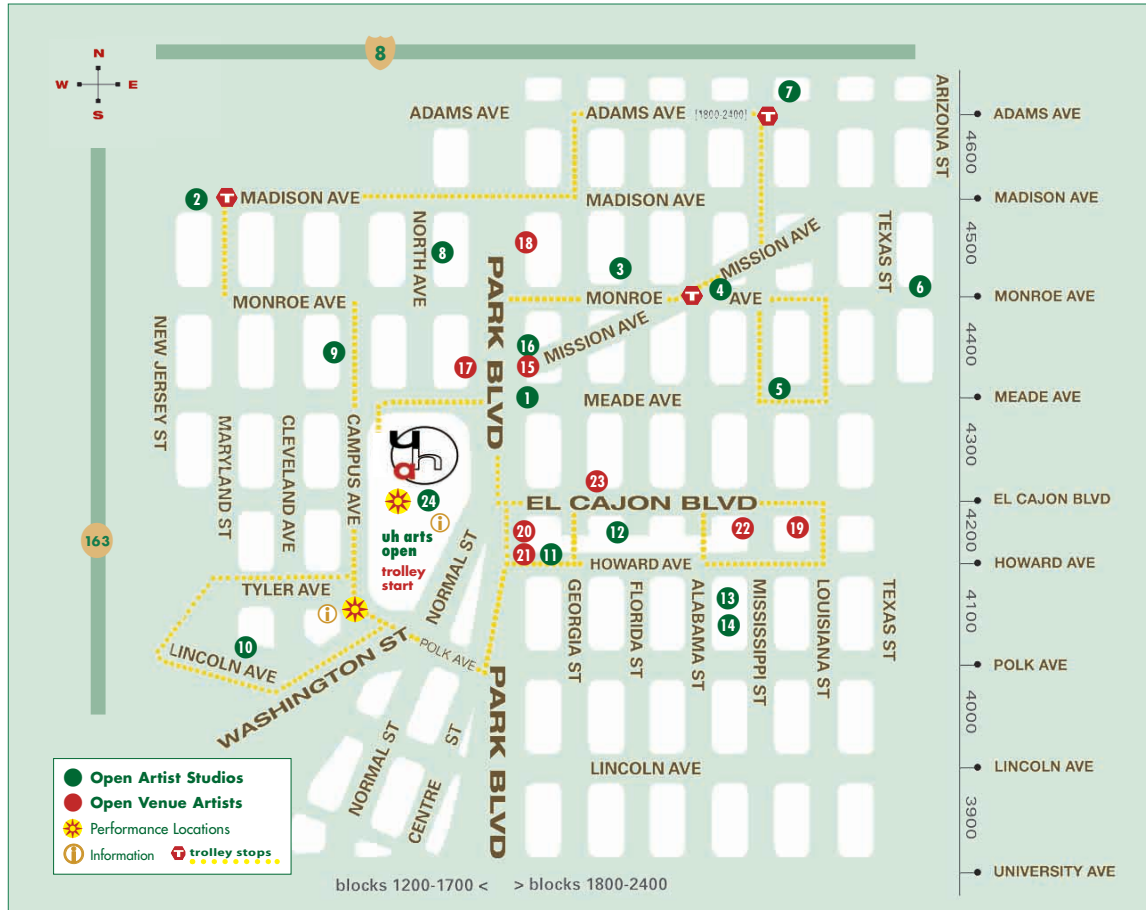 8
N
W E
S
ADAMS AVE
ADAMS AVE
[1800-2400]
T
7
ARIZONA ST
ADAMS AVE
4600
2
T
MADISON AVE
MADISON AVE
MADISON AVE
NORTH AVE
8
18
PARK BLVD
3
MISSION AVE
4
TEXAS ST
6
4500
MONROE AVE
MONROE
T
AVE
MONROE AVE
NEW JERSEY ST
9
17
16
15
MISSION AVE
4400
1
MEADE AVE
5
MEADE AVE
MARYLAND ST
CLEVELAND AVE
CAMPUS AVE
u
h
a
24
i
uh arts
open
trolley
start
4300
23
EL CAJON BLVD
EL CAJON BLVD
163
20
21
11
12
22
19
4200
HOWARD AVE
HOWARD AVE
NORMAL ST
TYLER AVE
i
10
LINCOLN AVE
WASHINGTON ST
POLK AVE
GEORGIA ST
FLORIDA ST
ALABAMA ST
13
14
MISSISSIPPI ST
LOUISIANA ST
TEXAS ST
4100
POLK AVE
PARK BLVD
NORMAL ST
CENTRE ST
4000
LINCOLN AVE
LINCOLN AVE
3900
UNIVERSITY AVE
Open Artist Studios
Open Venue Artists
Performance Locations
i Information T trolley stops
blocks 1200-1700 < > blocks 1800-2400